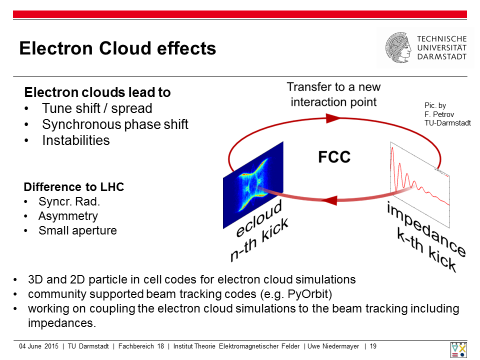 Electron Cloud effects
TECHNISCHE
UNIVERSITÄT
DARMSTADT
Electron clouds lead to
• Tune shift / spread
• Synchronous phase shift
• Instabilities
Transfer to a new
interaction point
Pic. by
F. Petrov
TU-Darmstadt
FCC
ecloud
n-th kick
impedance
k-th kick
Difference to LHC
• Syncr. Rad.
• Asymmetry
• Small aperture
• 3D and 2D particle in cell codes for electron cloud simulations
• community supported beam tracking codes (e.g. PyOrbit)
• working on coupling the electron cloud simulations to the beam tracking including
impedances.
04 June 2015 | TU Darmstadt | Fachbereich 18 | Institut Theorie Elektromagnetischer Felder | Uwe Niedermayer | 19